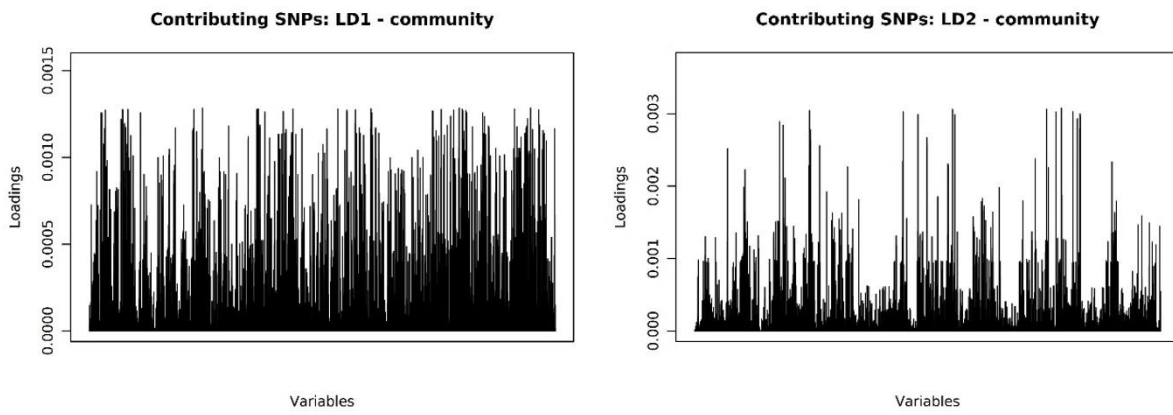 Contributing SNPs: LD1 - community
Loadings
0.0015
0.0010
0.0005
0.0000
Variables
Contributing SNPs: LD2 - community
Loadings
0.003
0.002
0.001
0.000
Variables